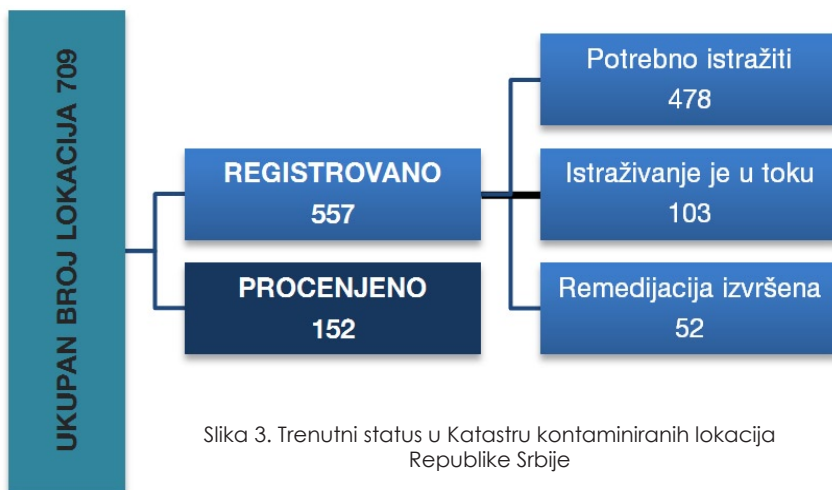 UKUPAN BROJ LOKACIJA 709
REGISTROVANO
557
PROCENJENO
152
Potrebno istražiti
478
Istraživanje je u toku
103
Remedijacija izvršena
52
Slika 3. Trenutni status u Katastru kontaminiranih lokacija
Republike Srbije